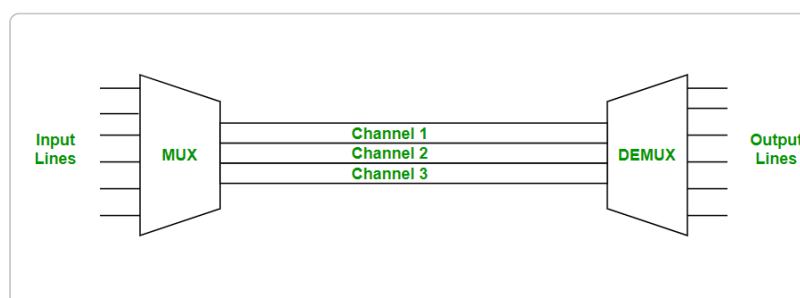 Input
Lines
MUX
Channel 1
Channel 2
Channel 3
DEMUX
Output
Lines